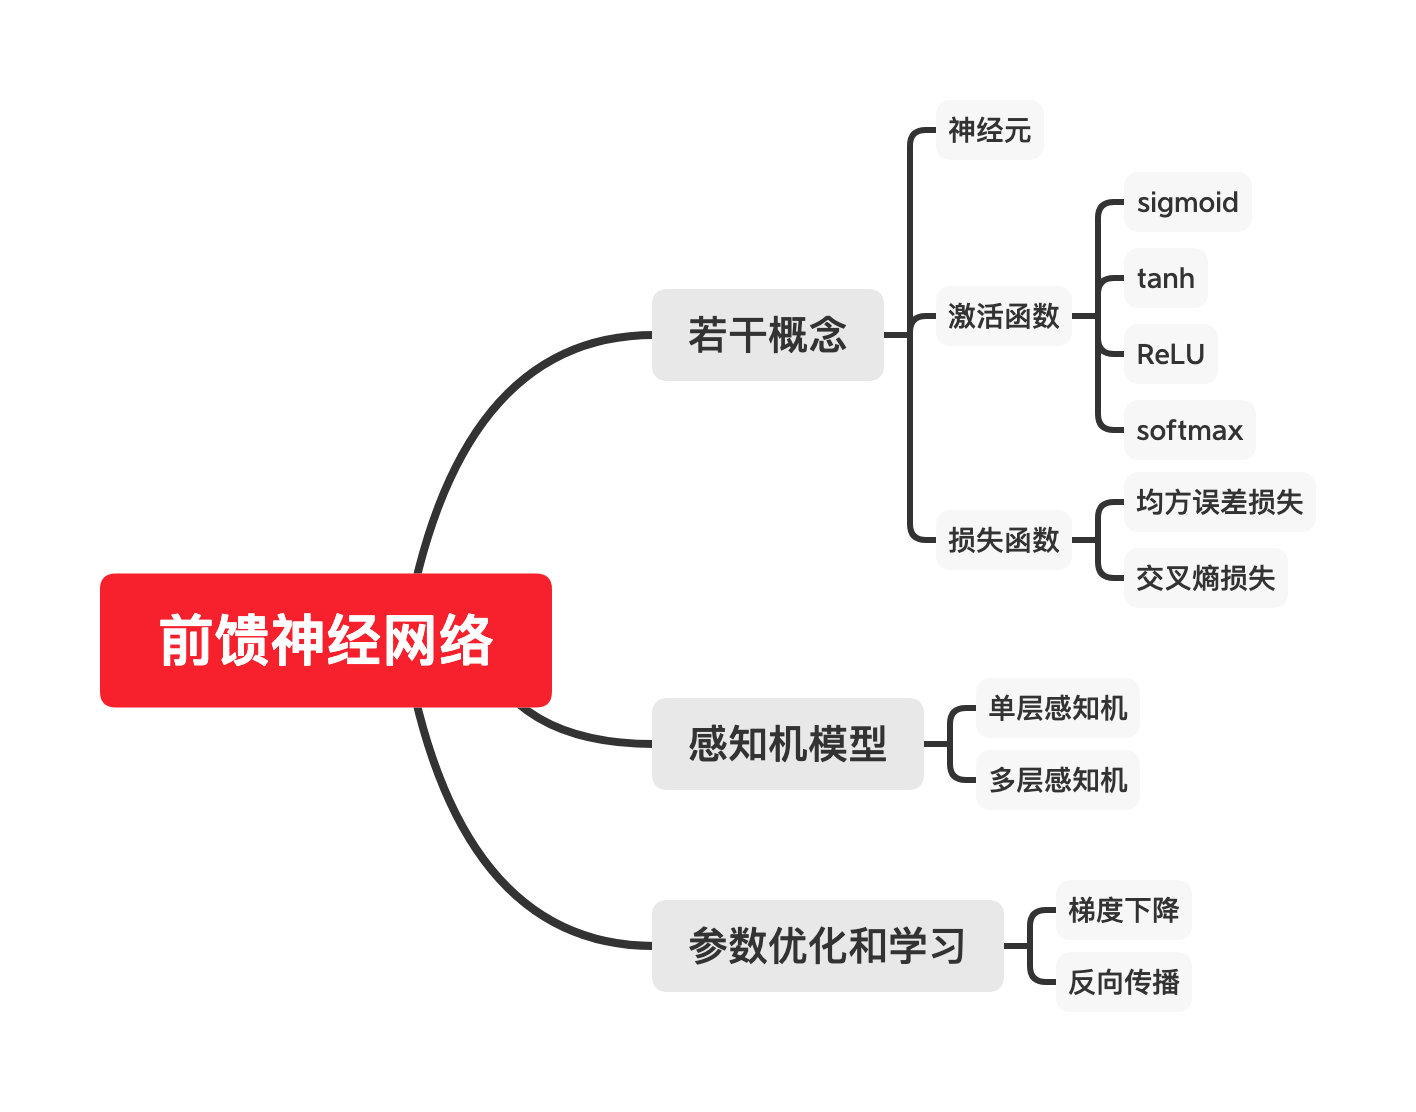 前馈神经网络
若干概念
神经元
激活函数
sigmoid
tanh
ReLU
softmax
损失函数
均方误差损失
交叉熵损失
感知机模型
单层感知机
多层感知机
参数优化和学习
梯度下降
反向传播